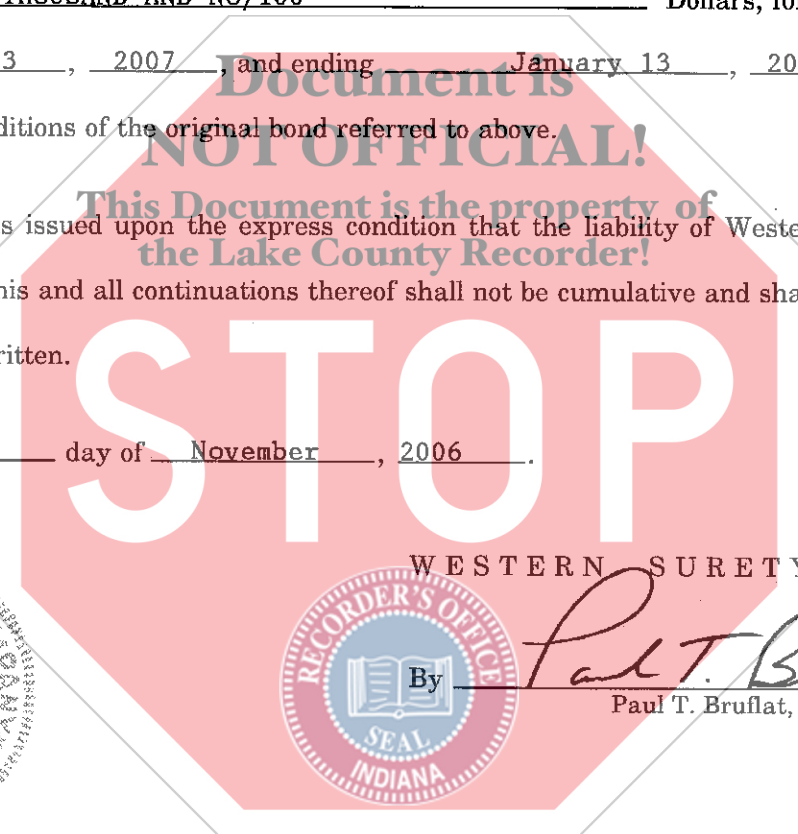 THOUSAND AND NO/100 Dollars, for
3 , 2007 , and ending January 13 , 20
Document is
ditions of the original bond referred to above.
NOT OFFICIAL!
This Document is the property of
s issued upon the express condition that the liability of Weste
the Lake County Recorder!
his and all continuations thereof shall not be cumulative and sha
ritten.
STOP
day of November , 2006 .
WESTERN SURETY
RECORDER'S OFFICE
By Paul T. B
Paul T. Bruflat,
SEAL
INDIANA